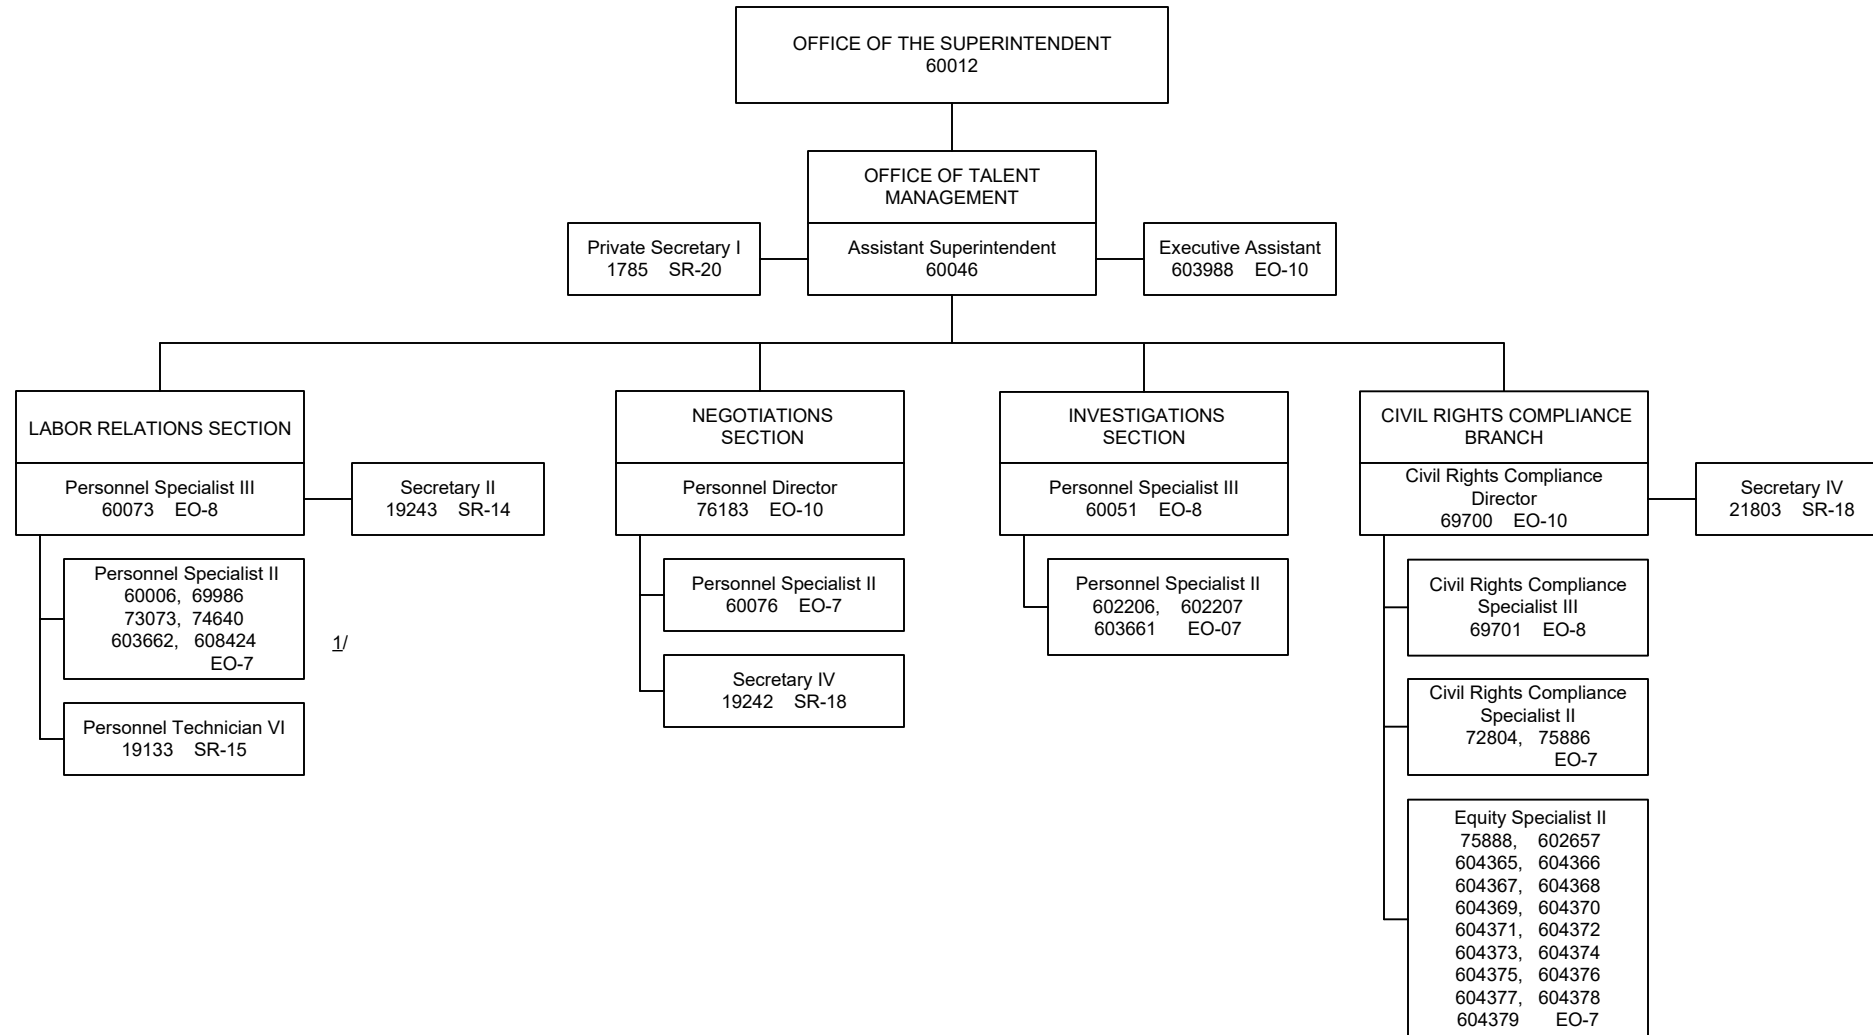 OFFICE OF THE SUPERINTENDENT
60012
OFFICE OF TALENT
MANAGEMENT
Private Secretary I
1785 SR-20
Assistant Superintendent
60046
Executive Assistant
603988 EO-10
LABOR RELATIONS SECTION
Personnel Specialist III
60073 EO-8
Secretary II
19243 SR-14
Personnel Specialist II
60006, 69986
73073, 74640
603662, 608424
EO-7
1/
Personnel Technician VI
19133 SR-15
NEGOTIATIONS
SECTION
Personnel Director
76183 EO-10
Personnel Specialist II
60076 EO-7
Secretary IV
19242 SR-18
INVESTIGATIONS
SECTION
Personnel Specialist III
60051 EO-8
Personnel Specialist II
602206, 602207
603661 EO-07
CIVIL RIGHTS COMPLIANCE
BRANCH
Civil Rights Compliance
Director
69700 EO-10
Secretary IV
21803 SR-18
Civil Rights Compliance
Specialist III
69701 EO-8
Civil Rights Compliance
Specialist II
72804, 75886
EO-7
Equity Specialist II
75888, 602657
604365, 604366
604367, 604368
604369, 604370
604371, 604372
604373, 604374
604375, 604376
604377, 604378
604379 EO-7